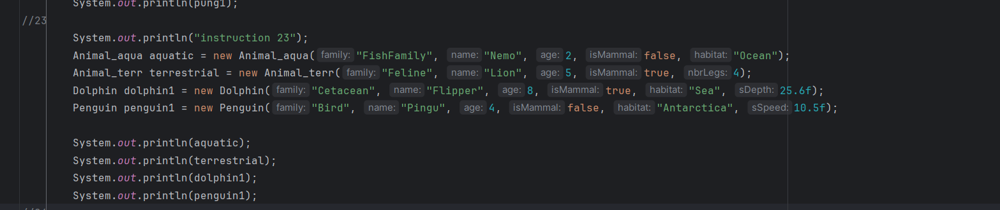 System.out.println(pung1);
//23
System.out.println("instruction 23");
Animal_aqua aquatic = new Animal_aqua( family: "FishFamily", name: "Nemo", age: 2, isMammal: false, habitat: "Ocean");
Animal_terr terrestrial = new Animal_terr( family: "Feline", name: "Lion", age: 5, isMammal: true, nbrLegs: 4);
Dolphin dolphin1 = new Dolphin( family: "Cetacean", name: "Flipper", age: 8, isMammal: true, habitat: "Sea", sDepth: 25.6f);
Penguin penguin1 = new Penguin( family: "Bird", name: "Pingu", age: 4, isMammal: false, habitat: "Antarctica", sSpeed: 10.5f);
System.out.println(aquatic);
System.out.println(terrestrial);
System.out.println(dolphin1);
System.out.println(penguin1);